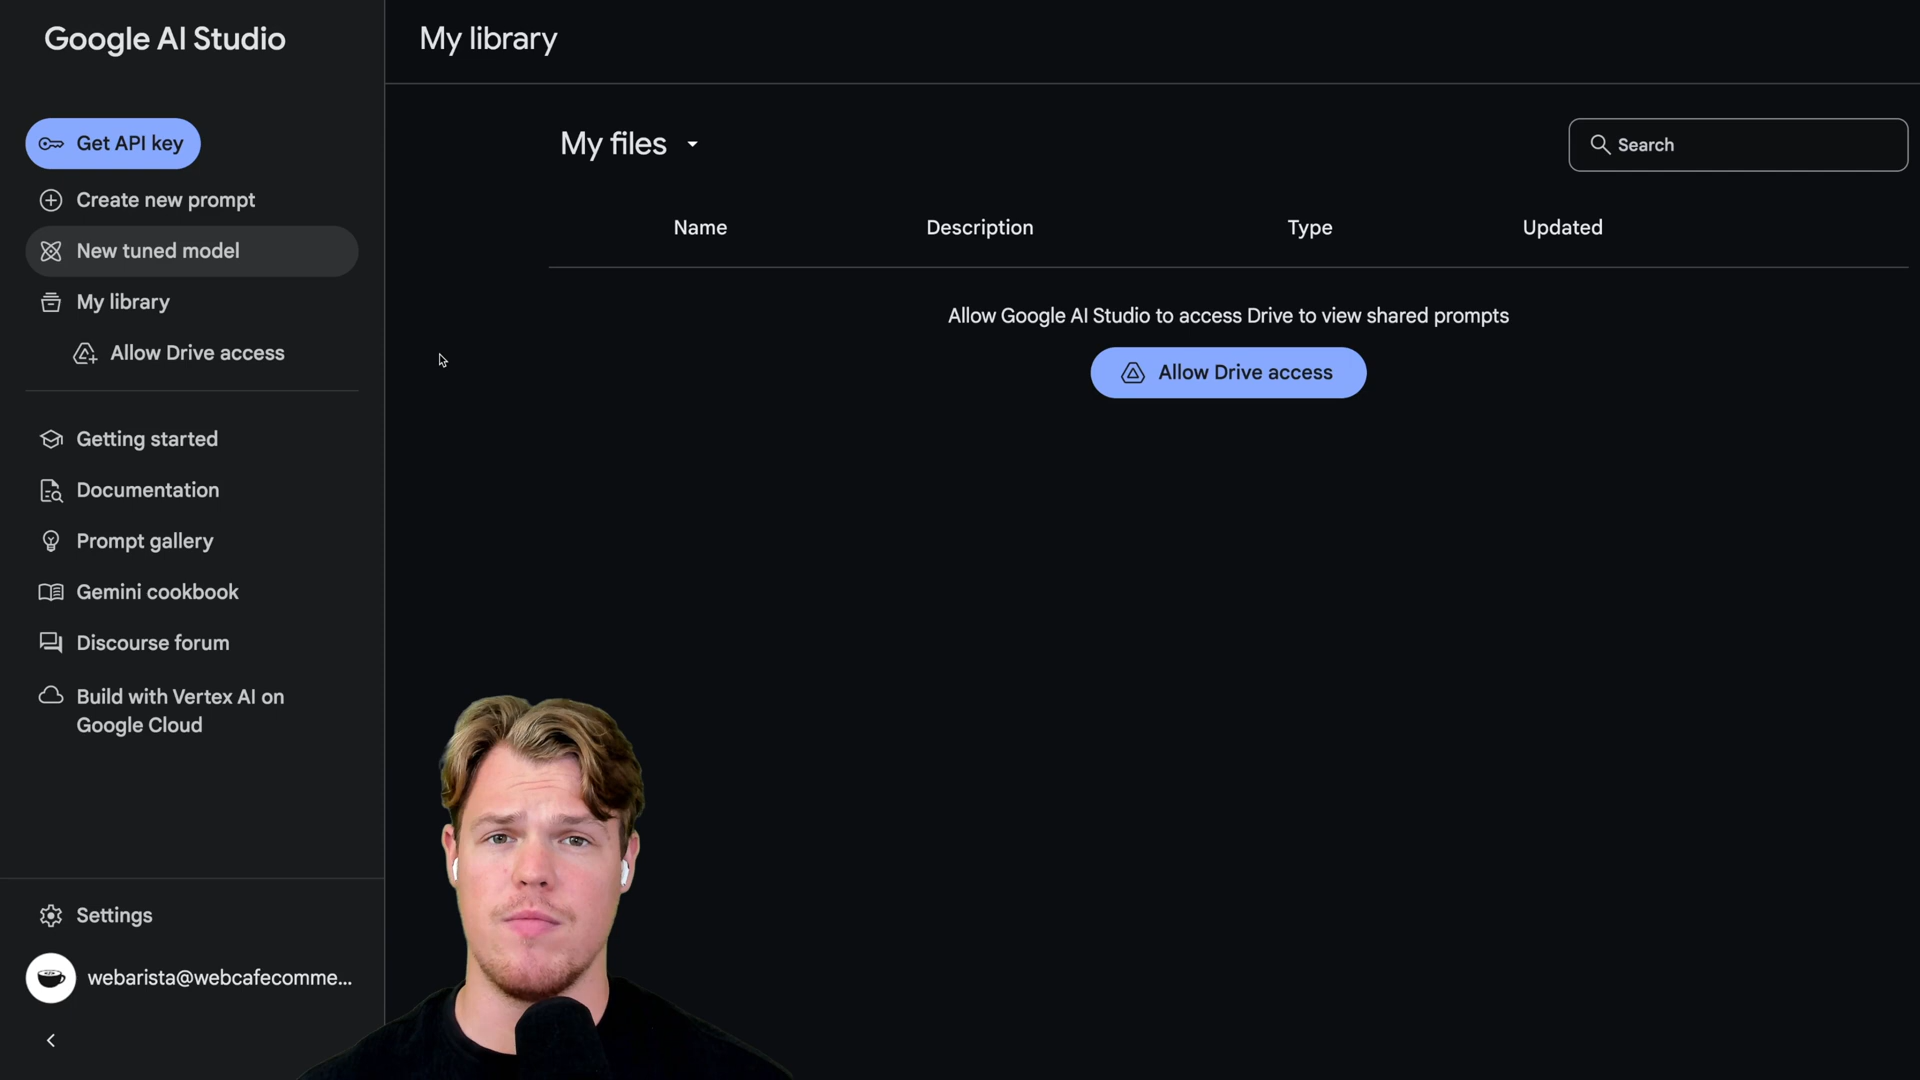 Google AI Studio
Get API key
Create new prompt
New tuned model
My library
Allow Drive access
Getting started
Documentation
Prompt gallery
Gemini cookbook
Discourse forum
Build with Vertex AI on
Google Cloud
Settings
webarista@webcafecomme...
My library
My files
Search
Name Description Type Updated
Allow Google AI Studio to access Drive to view shared prompts
Allow Drive access